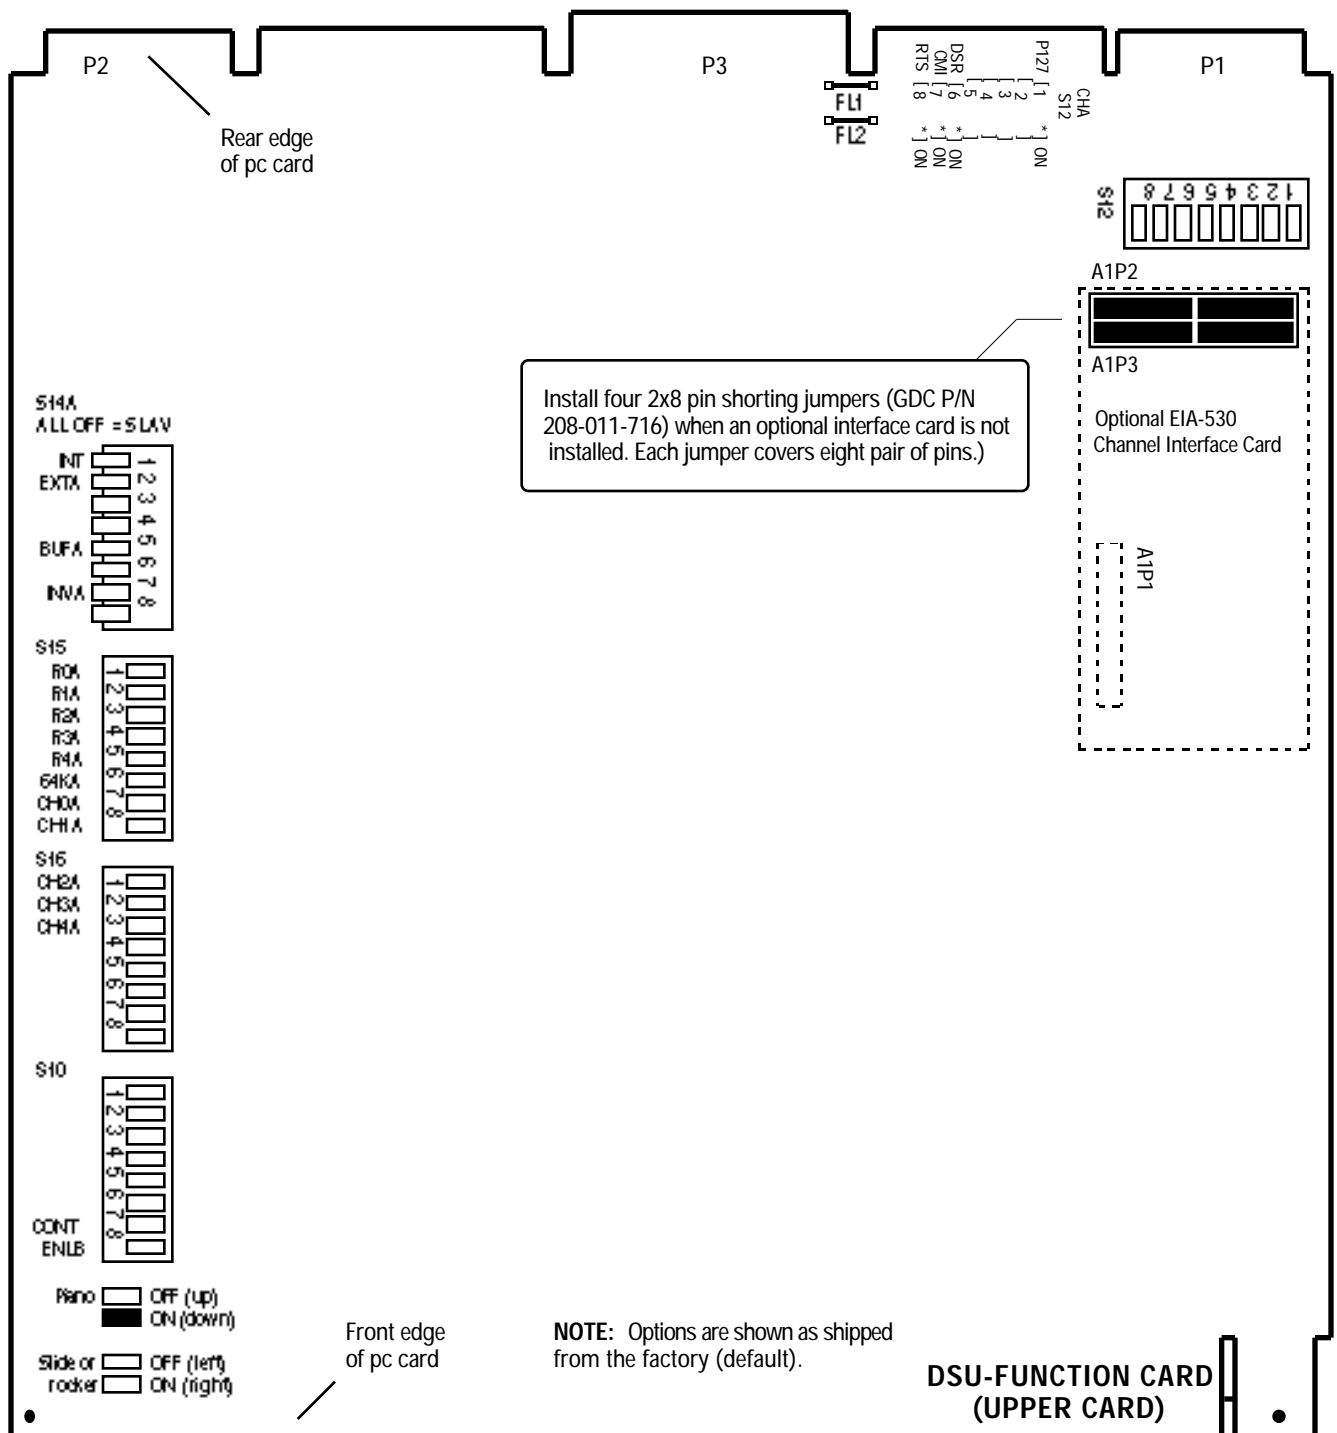 P2
P3
P1
Rear edge
of pc card
FL1
FL2
RTS [ 8 * ] ON
CMI [ 7 * ] ON
DSR [ 6 * ] ON
[ 5 ]
[ 4 ]
[ 3 ]
[ 2 ]
P127 [ 1 * ] ON
CHA
S12
S12
8 7 6 5 4 3 2 1
A1P2
A1P3
Optional EIA-530
Channel Interface Card
A1P1
Install four 2x8 pin shorting jumpers (GDC P/N
208-011-716) when an optional interface card is not
installed. Each jumper covers eight pair of pins.)
S14A
ALL OFF = SLAV
INT 1
EXTA 2
3
4
BUFA 5
6
INVA 7
8
S15
R0A 1
R1A 2
R2A 3
R3A 4
R4A 5
64KA 6
CH0A 7
CH1A 8
S16
CH2A 1
CH3A 2
CH4A 3
4
5
6
7
8
S10
1
2
3
4
5
6
CONT 7
ENLB 8
Piano OFF (up)
ON (down)
Slide or OFF (left)
rocker ON (right)
Front edge
of pc card
NOTE: Options are shown as shipped
from the factory (default).
DSU-FUNCTION CARD
(UPPER CARD)